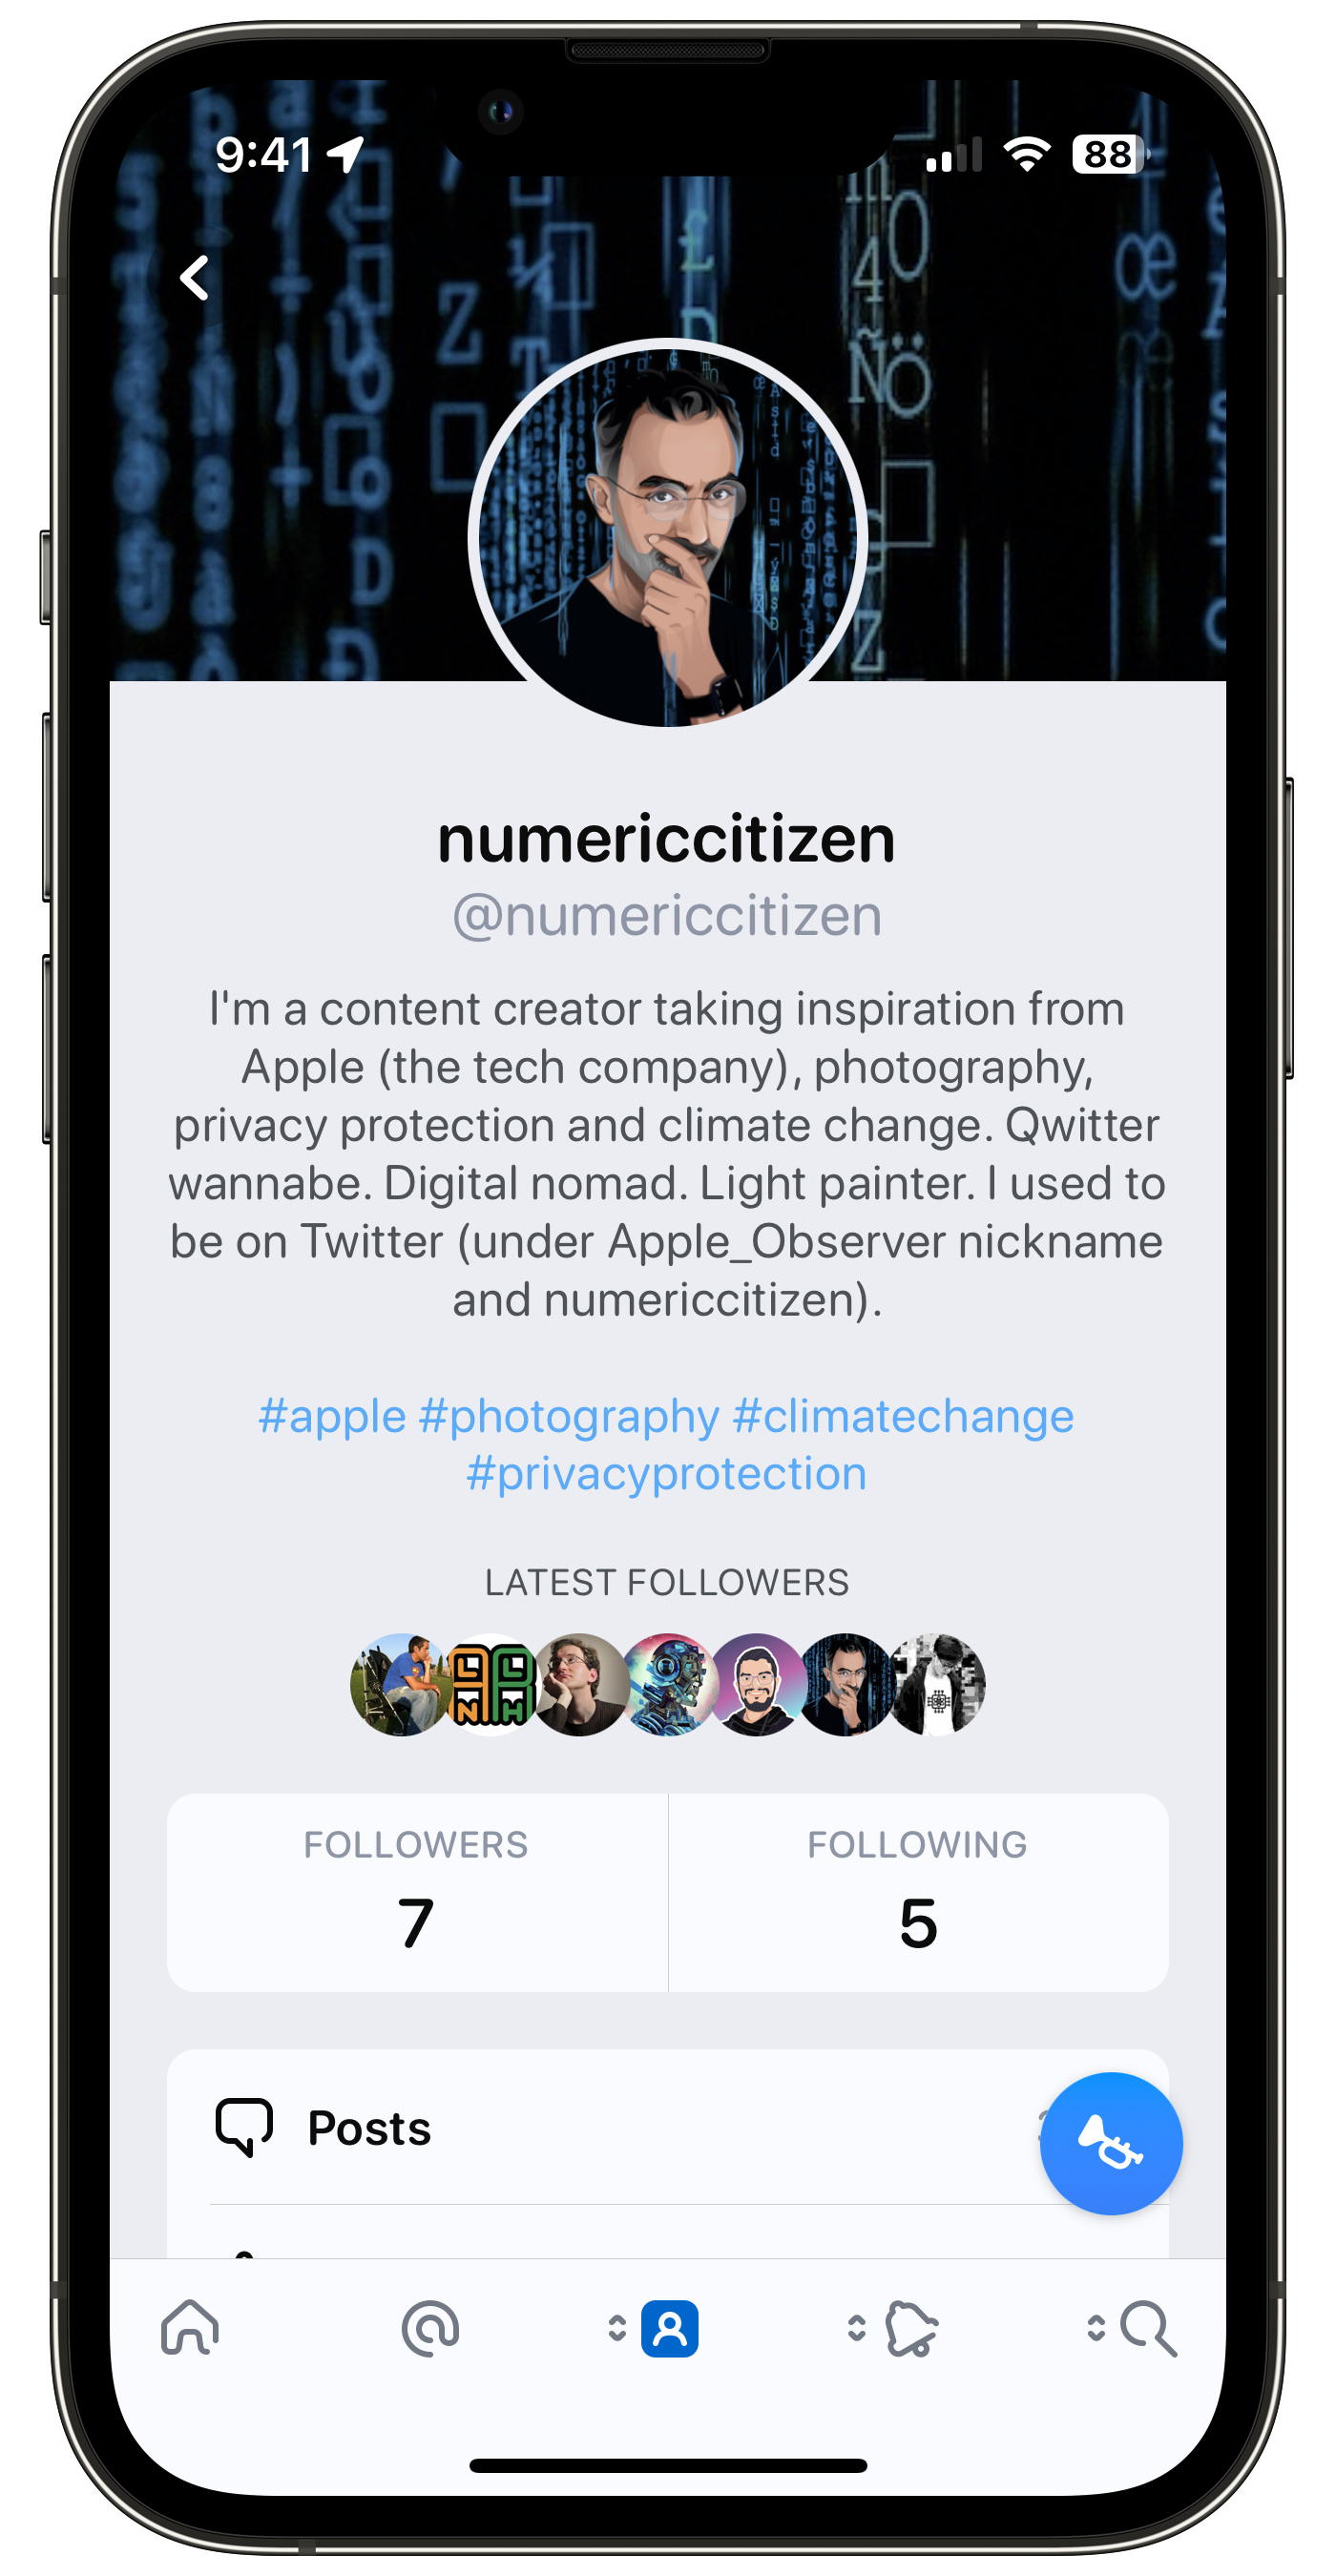 9:41
88
numericcitizen
@numericcitizen
I'm a content creator taking inspiration from
Apple (the tech company), photography,
privacy protection and climate change. Qwitter
wannabe. Digital nomad. Light painter. I used to
be on Twitter (under Apple_Observer nickname
and numericcitizen).
#apple #photography #climatechange
#privacyprotection
LATEST FOLLOWERS
FOLLOWERS
FOLLOWING
7
5
Posts